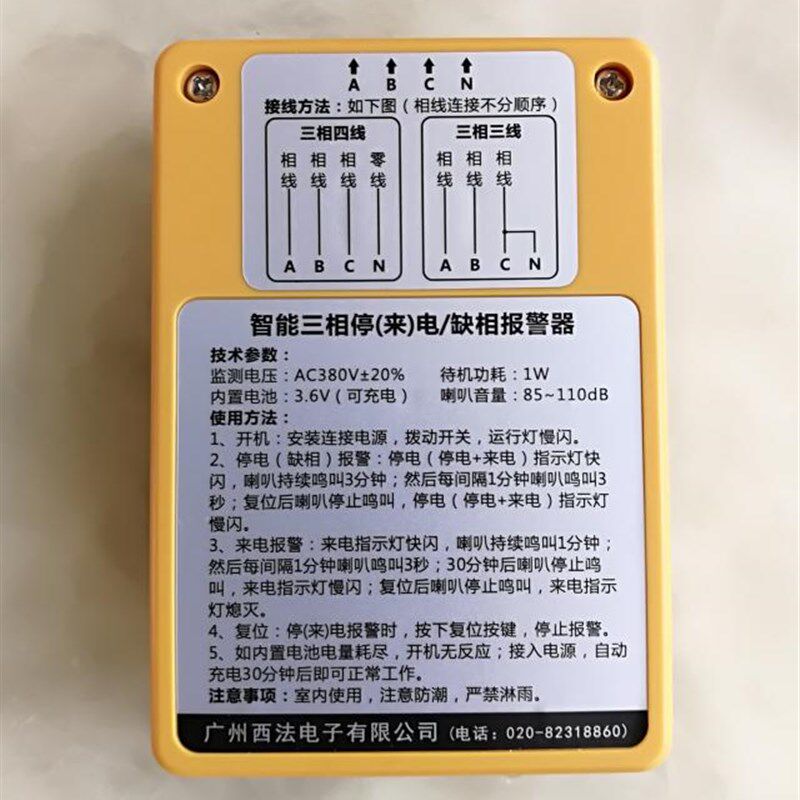 A B C N
接线方法：如下图（相线连接不分顺序）
三相四线
相线 相线 相线 零线
A B C N
三相三线
相线 相线 相线
A B C N
智能三相停(来)电/缺相报警器
技术参数：
监测电压：AC380V±20% 待机功耗：1W
内置电池：3.6V（可充电） 喇叭音量：85~110dB
使用方法：
1、开机：安装连接电源，拨动开关，运行灯慢闪。
2、停电（缺相）报警：停电（停电+来电）指示灯快
闪，喇叭持续鸣叫3分钟；然后每间隔1分钟喇叭鸣叫3
秒；复位后喇叭停止鸣叫，停电（停电+来电）指示灯
慢闪。
3、来电报警：来电指示灯快闪，喇叭持续鸣叫1分钟；
然后每间隔1分钟喇叭鸣叫3秒；30分钟后喇叭停止鸣
叫，来电指示灯慢闪；复位后喇叭停止鸣叫，来电指示
灯熄灭。
4、复位：停(来)电报警时，按下复位按键，停止报警。
5、如内置电池电量耗尽，开机无反应；接入电源，自动
充电30分钟后即可正常工作。
注意事项：室内使用，注意防潮，严禁淋雨。
广州西法电子有限公司（电话：020-82318860）